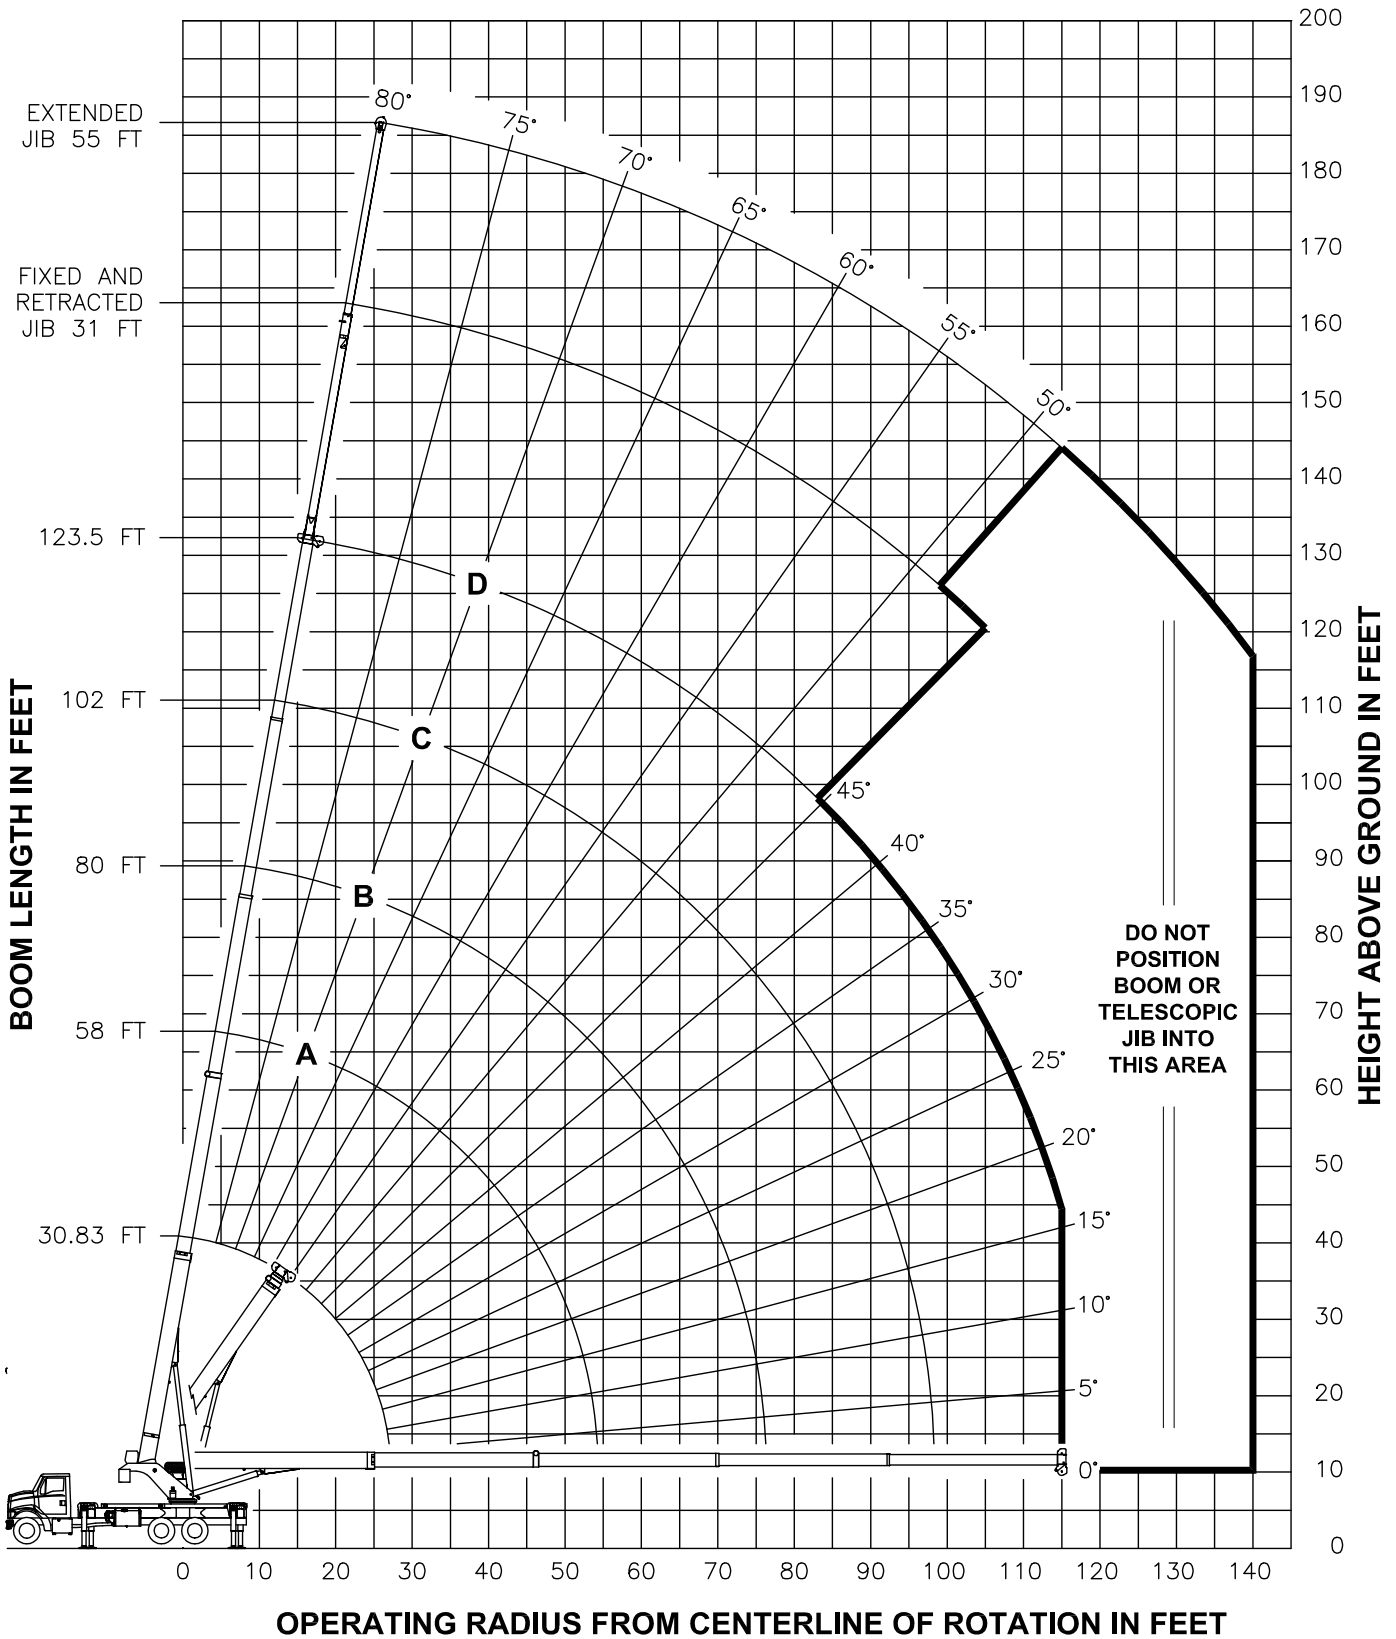 EXTENDED
JIB 55 FT
FIXED AND
RETRACTED
JIB 31 FT
123.5 FT
102 FT
80 FT
58 FT
30.83 FT
BOOM LENGTH IN FEET
80°
75°
70°
65°
60°
55°
50°
45°
40°
35°
30°
25°
20°
15°
10°
5°
0°
D
C
B
A
DO NOT
POSITION
BOOM OR
TELESCOPIC
JIB INTO
THIS AREA
200
190
180
170
160
150
140
130
120
110
100
90
80
70
60
50
40
30
20
10
0
HEIGHT ABOVE GROUND IN FEET
0 10 20 30 40 50 60 70 80 90 100 110 120 130 140
OPERATING RADIUS FROM CENTERLINE OF ROTATION IN FEET